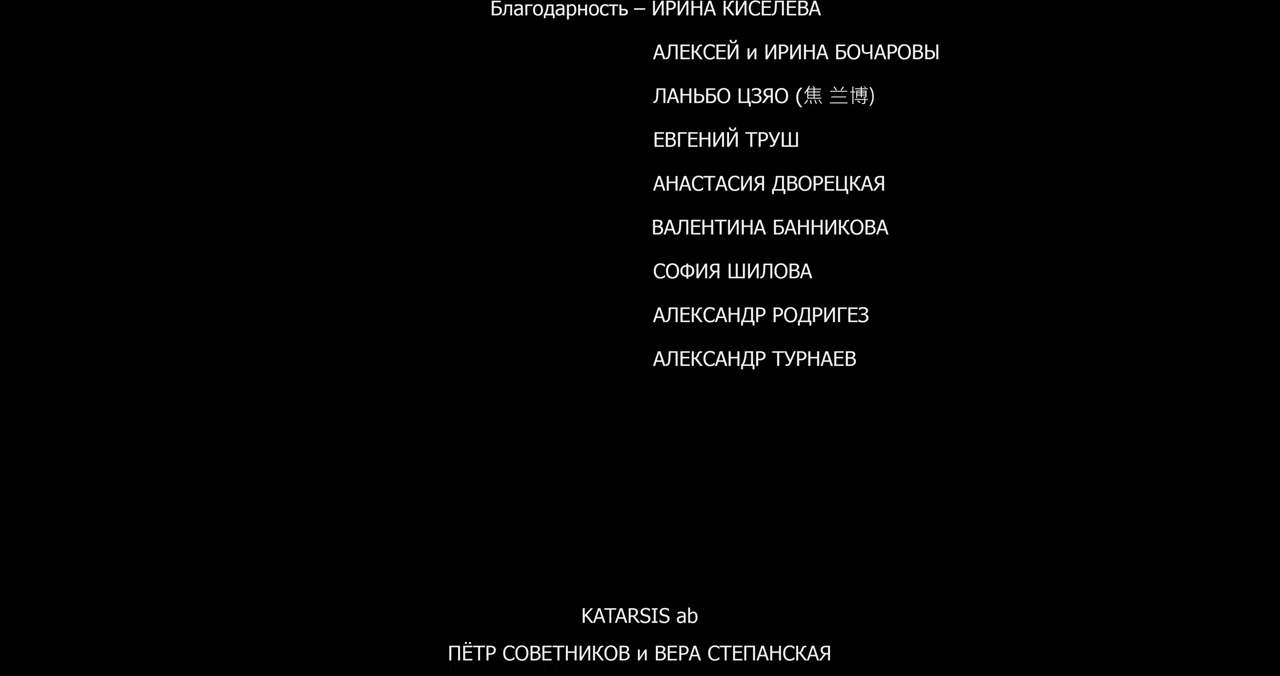 Благодарность – ИРИНА КИСЕЛЕВА
АЛЕКСЕЙ и ИРИНА БОЧАРОВЫ
ЛАНЬБО ЦЗЯО (焦 兰博)
ЕВГЕНИЙ ТРУШ
АНАСТАСИЯ ДВОРЕЦКАЯ
ВАЛЕНТИНА БАННИКОВА
СОФИЯ ШИЛОВА
АЛЕКСАНДР РОДРИГЕЗ
АЛЕКСАНДР ТУРНАЕВ
KATARSIS ab
ПЁТР СОВЕТНИКОВ и ВЕРА СТЕПАНСКАЯ